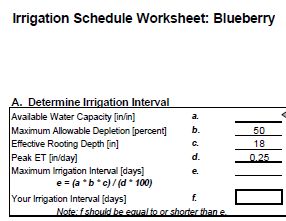 Irrigation Schedule Worksheet: Blueberry
A. Determine Irrigation Interval
Available Water Capacity [in/in] a.
Maximum Allowable Depletion [percent] b. 50
Effective Rooting Depth [in] c. 18
Peak ET [in/day] d. 0.25
Maximum Irrigation Interval [days] e.
e = (a * b * c) / (d * 100)
Your Irrigation Interval [days] f.
Note: f should be equal to or shorter than e.